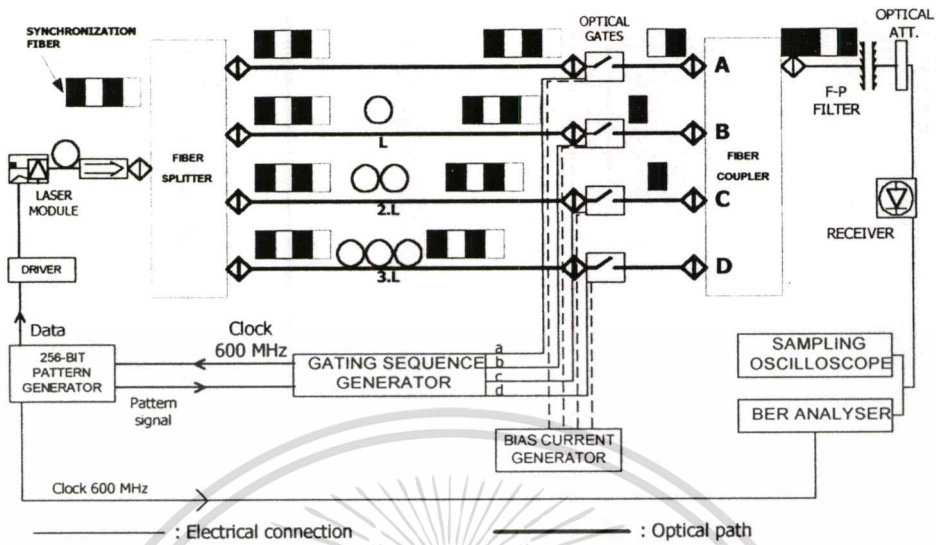 SYNCHRONIZATION
FIBER
OPTICAL
GATES
OPTICAL
ATT.
A
F-P
FILTER
L
B
FIBER
SPLITTER
FIBER
COUPLER
LASER
MODULE
2.L
C
RECEIVER
3.L
D
DRIVER
Data
Clock
600 MHz
256-BIT
PATTERN
GENERATOR
Pattern
signal
GATING SEQUENCE
GENERATOR
a
b
c
d
SAMPLING
OSCILLOSCOPE
BER ANALYSER
BIAS CURRENT
GENERATOR
Clock 600 MHz
: Electrical connection
: Optical path